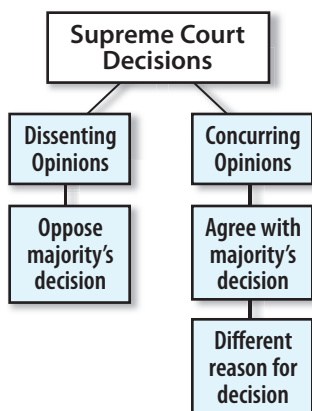 Supreme Court
Decisions
Dissenting
Opinions
Oppose
majority's
decision
Concurring
Opinions
Agree with
majority's
decision
Different
reason for
decision